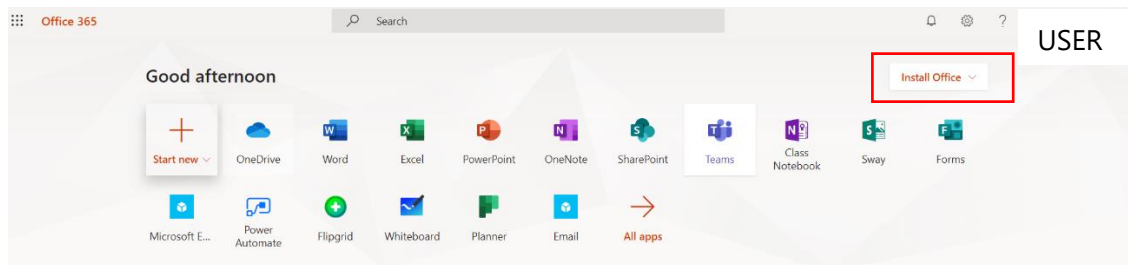 Office 365
Search
?
USER
Good afternoon
Install Office
Start new
OneDrive
Word
Excel
PowerPoint
OneNote
SharePoint
Teams
Class
Notebook
Sway
Forms
Microsoft E...
Power
Automate
Flipgrid
Whiteboard
Planner
Email
All apps